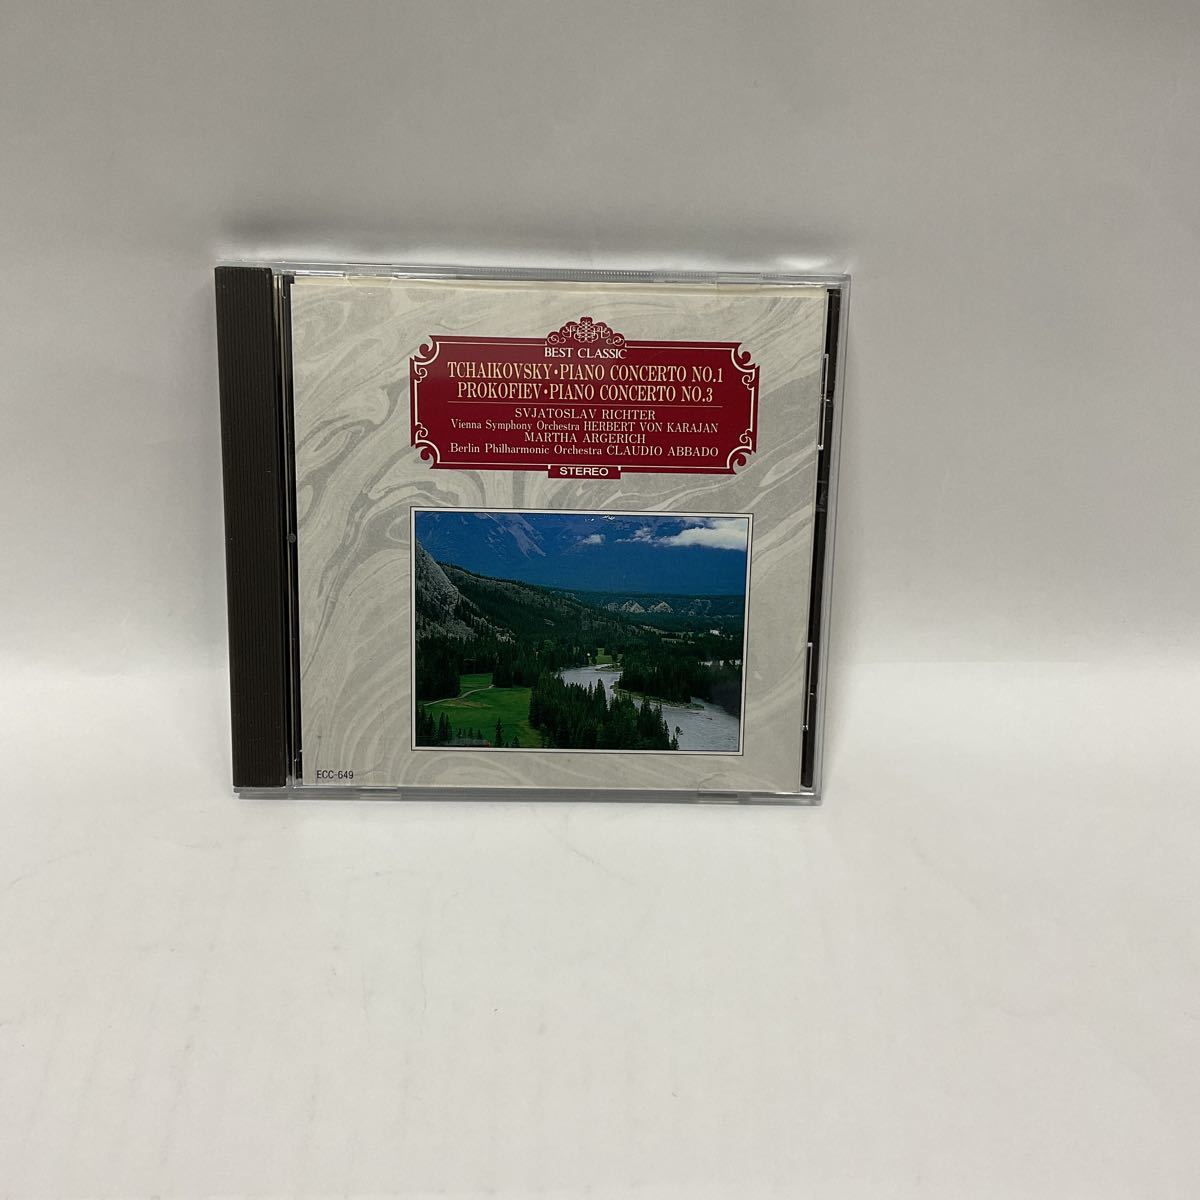 BEST CLASSIC
TCHAIKOVSKY・PIANO CONCERTO NO.1
PROKOFIEV・PIANO CONCERTO NO.3
SVJATOSLAV RICHTER
Vienna Symphony Orchestra HERBERT VON KARAJAN
MARTHA ARGERICH
Berlin Philharmonic Orchestra CLAUDIO ABBADO
STEREO
ECC-649